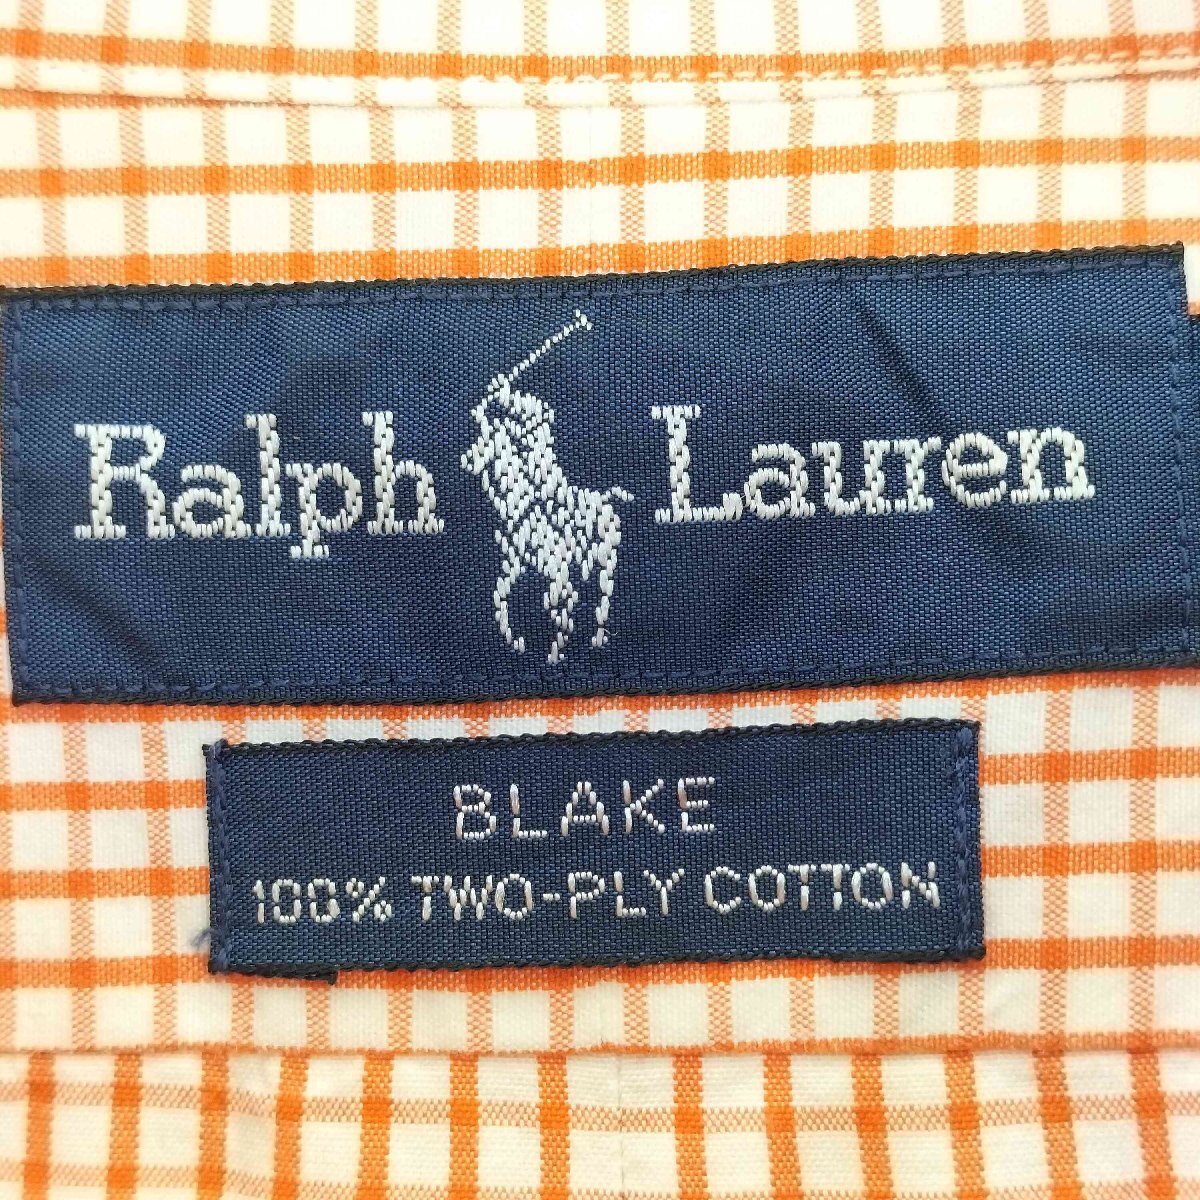 Ralph Lauren
BLAKE
100% TWO-PLY COTTON